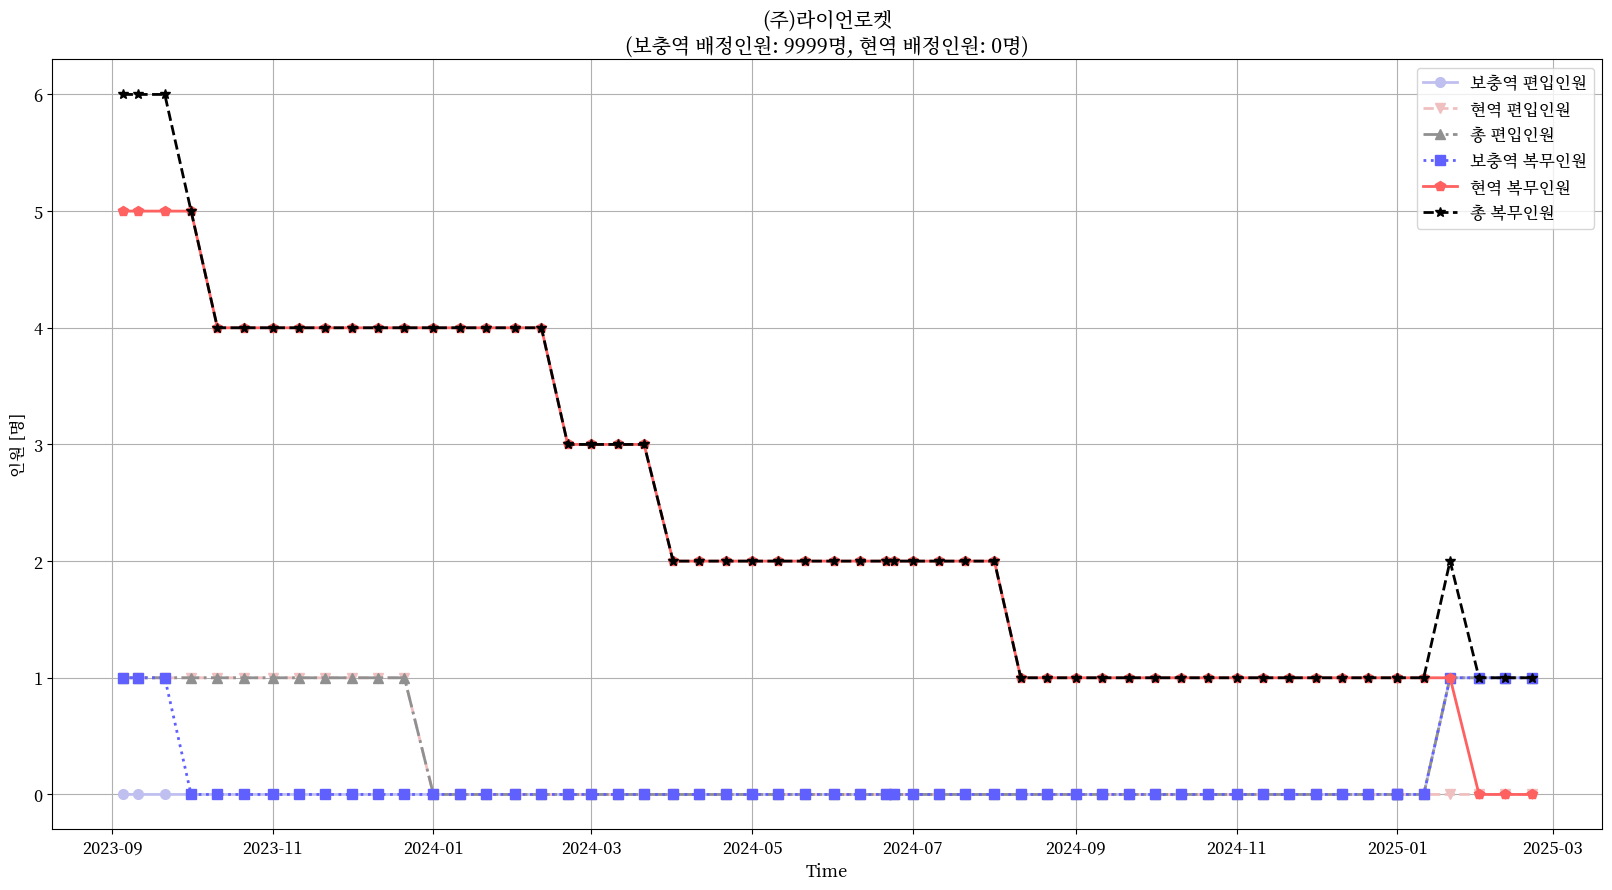 (주)라이언로켓
(보충역 배정인원: 9999명, 현역 배정인원: 0명)
보충역 편입인원
현역 편입인원
총 편입인원
보충역 복무인원
현역 복무인원
총 복무인원
인원 [명]
6
5
4
3
2
1
0
2023-09
2023-11
2024-01
2024-03
2024-05
2024-07
2024-09
2024-11
2025-01
2025-03
Time